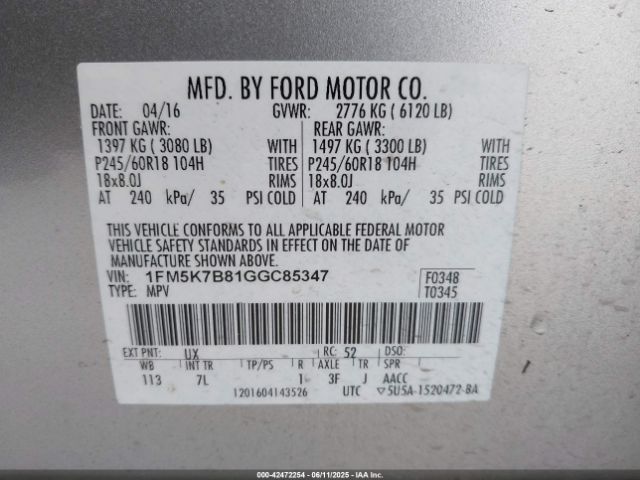 MFD. BY FORD MOTOR CO.
DATE: 04/16 GVWR: 2776 KG ( 6120 LB)
FRONT GAWR: REAR GAWR:
1397 KG ( 3080 LB) WITH 1497 KG ( 3300 LB) WITH
P245/60R18 104H TIRES P245/60R18 104H TIRES
18x8.0J RIMS 18x8.0J RIMS
AT 240 kPa/ 35 PSI COLD AT 240 kPa/ 35 PSI COLD
THIS VEHICLE CONFORMS TO ALL APPLICABLE FEDERAL MOTOR
VEHICLE SAFETY STANDARDS IN EFFECT ON THE DATE OF
MANUFACTURE SHOWN ABOVE.
VIN: 1FM5K7B81GGC85347 F0348
TYPE: MPV T0345
EXT PNT: UX RC: 52 DSO:
WB INT TR TP/PS R AXLE TR SPR
113 7L 1 3F J AACC
1201604143526 UTC ▽5U5A-1520472-BA
00-42472254 | 06/11/2025 | IAA Inc.